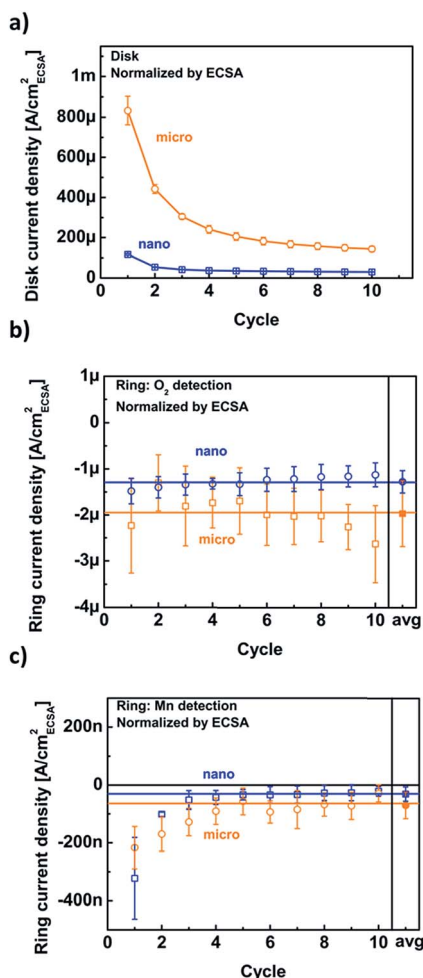 a)
Disk
Normalized by ECSA
1m
800µ
600µ
400µ
200µ
0
micro
nano
0 2 4 6 8 10
Cycle
Disk current density [A/cm²ECSA]
b)
Ring: O₂ detection
Normalized by ECSA
1µ
0
-1µ
-2µ
-3µ
-4µ
nano
micro
0 2 4 6 8 10 avg
Cycle
Ring current density [A/cm²ECSA]
c)
Ring: Mn detection
Normalized by ECSA
200n
0
-200n
-400n
nano
micro
0 2 4 6 8 10 avg
Cycle
Ring current density [A/cm²ECSA]